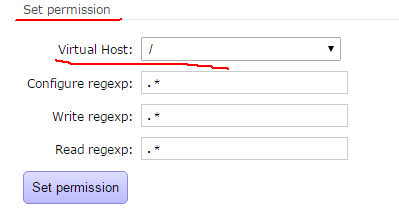 Set permission
Virtual Host: /
Configure regexp: .*
Write regexp: .*
Read regexp: .*
Set permission